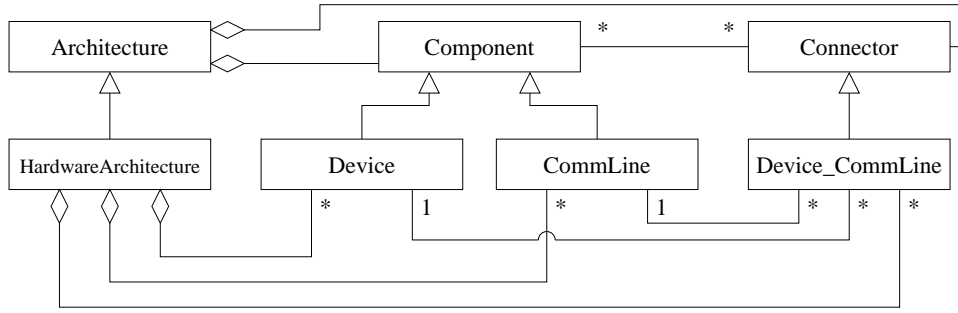 Architecture
Component
*
*
Connector
HardwareArchitecture
Device
CommLine
Device_CommLine
*
1
*
1
*
*
*